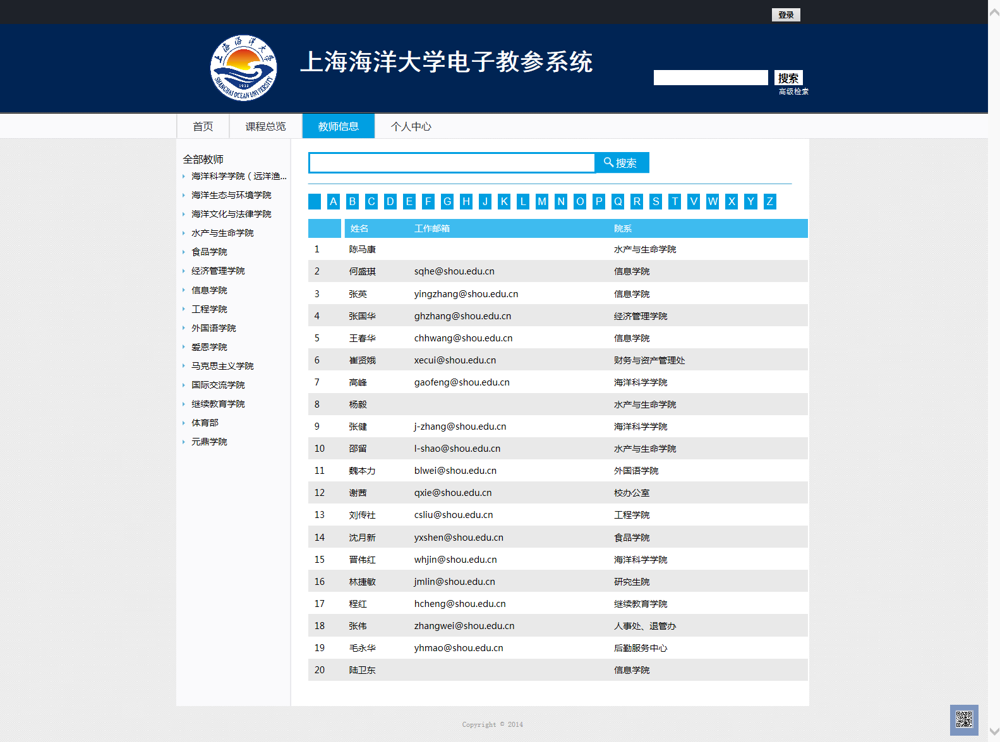 登录
上海海洋大学
SHANGHAI OCEAN UNIVERSITY
1912
上海海洋大学电子教参系统
搜索
高级检索
首页 课程总览 教师信息 个人中心
全部教师
海洋科学学院（远洋渔...
海洋生态与环境学院
海洋文化与法律学院
水产与生命学院
食品学院
经济管理学院
信息学院
工程学院
外国语学院
爱恩学院
马克思主义学院
国际交流学院
继续教育学院
体育部
元鼎学院
搜索
A B C D E F G H J K L M N O P Q R S T V W X Y Z
姓名 工作邮箱 院系
1 陈马康 水产与生命学院
2 何盛琪 sqhe@shou.edu.cn 信息学院
3 张英 yingzhang@shou.edu.cn 信息学院
4 张国华 ghzhang@shou.edu.cn 经济管理学院
5 王春华 chhwang@shou.edu.cn 信息学院
6 崔贤娥 xecui@shou.edu.cn 财务与资产管理处
7 高峰 gaofeng@shou.edu.cn 海洋科学学院
8 杨毅 水产与生命学院
9 张健 j-zhang@shou.edu.cn 海洋科学学院
10 邵留 l-shao@shou.edu.cn 水产与生命学院
11 魏本力 blwei@shou.edu.cn 外国语学院
12 谢茜 qxie@shou.edu.cn 校办公室
13 刘传社 csliu@shou.edu.cn 工程学院
14 沈月新 yxshen@shou.edu.cn 食品学院
15 晋伟红 whjin@shou.edu.cn 海洋科学学院
16 林捷敏 jmlin@shou.edu.cn 研究生院
17 程红 hcheng@shou.edu.cn 继续教育学院
18 张伟 zhangwei@shou.edu.cn 人事处、退管办
19 毛永华 yhmao@shou.edu.cn 后勤服务中心
20 陆卫东 信息学院
Copyright © 2014